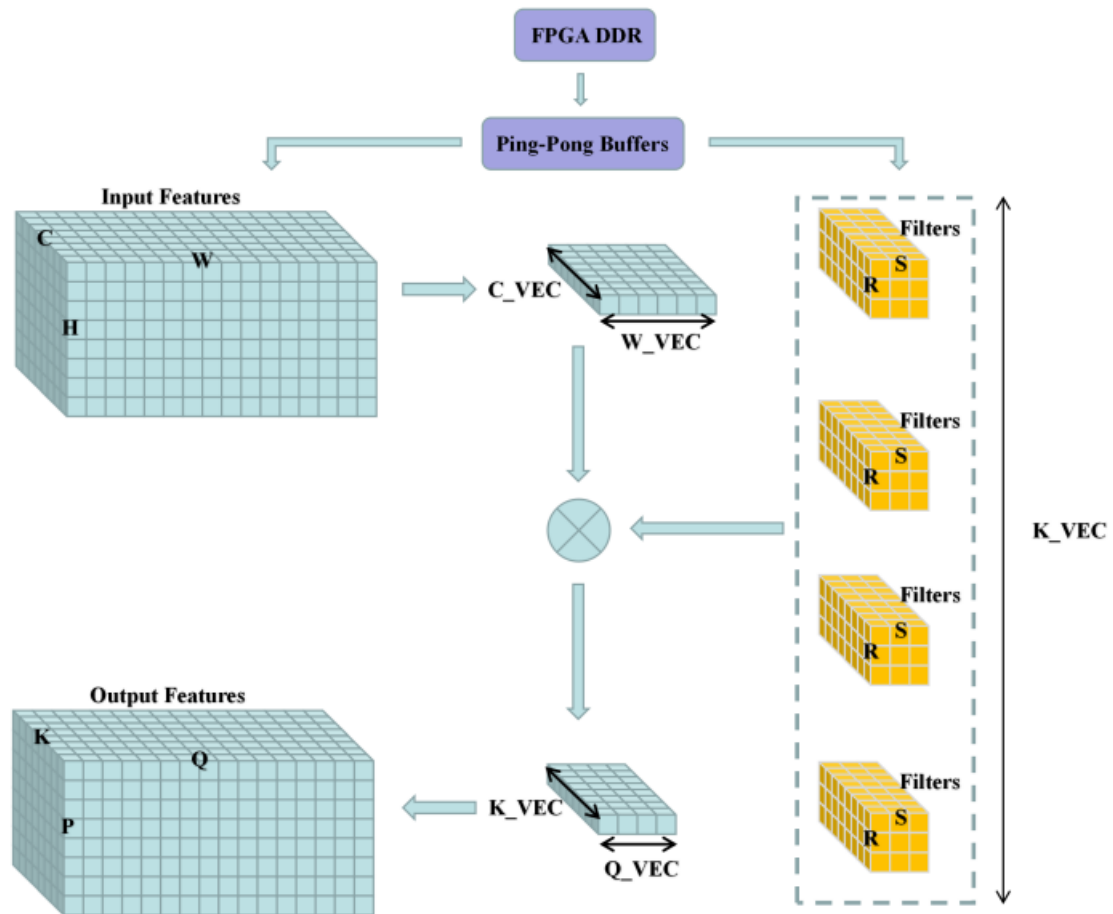 FPGA DDR
Ping-Pong Buffers
Input Features
C
W
H
C_VEC
W_VEC
Filters
S
R
Filters
S
R
K_VEC
Filters
S
R
Filters
S
R
Output Features
K
Q
P
K_VEC
Q_VEC